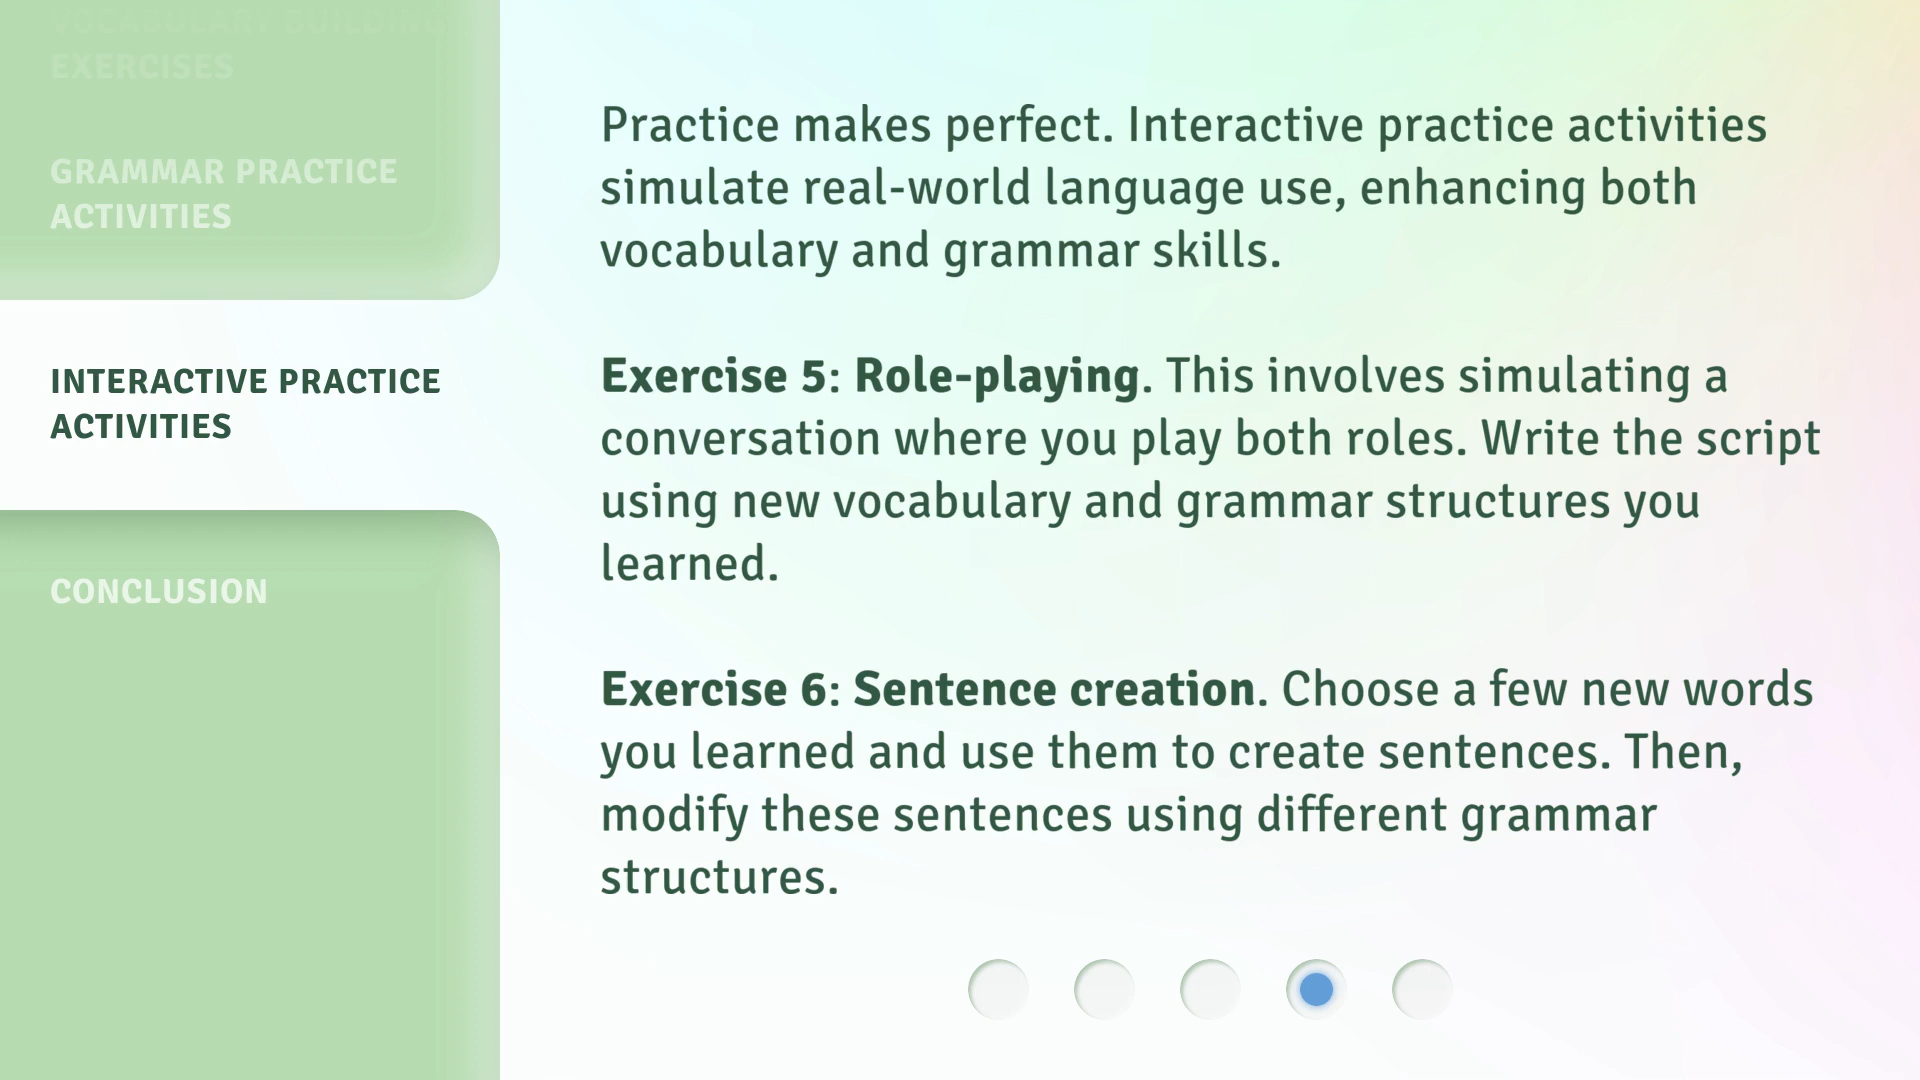 VOCABULARY BUILDING
EXERCISES
GRAMMAR PRACTICE
ACTIVITIES
INTERACTIVE PRACTICE
ACTIVITIES
CONCLUSION
Practice makes perfect. Interactive practice activities
simulate real-world language use, enhancing both
vocabulary and grammar skills.
Exercise 5: Role-playing. This involves simulating a
conversation where you play both roles. Write the script
using new vocabulary and grammar structures you
learned.
Exercise 6: Sentence creation. Choose a few new words
you learned and use them to create sentences. Then,
modify these sentences using different grammar
structures.